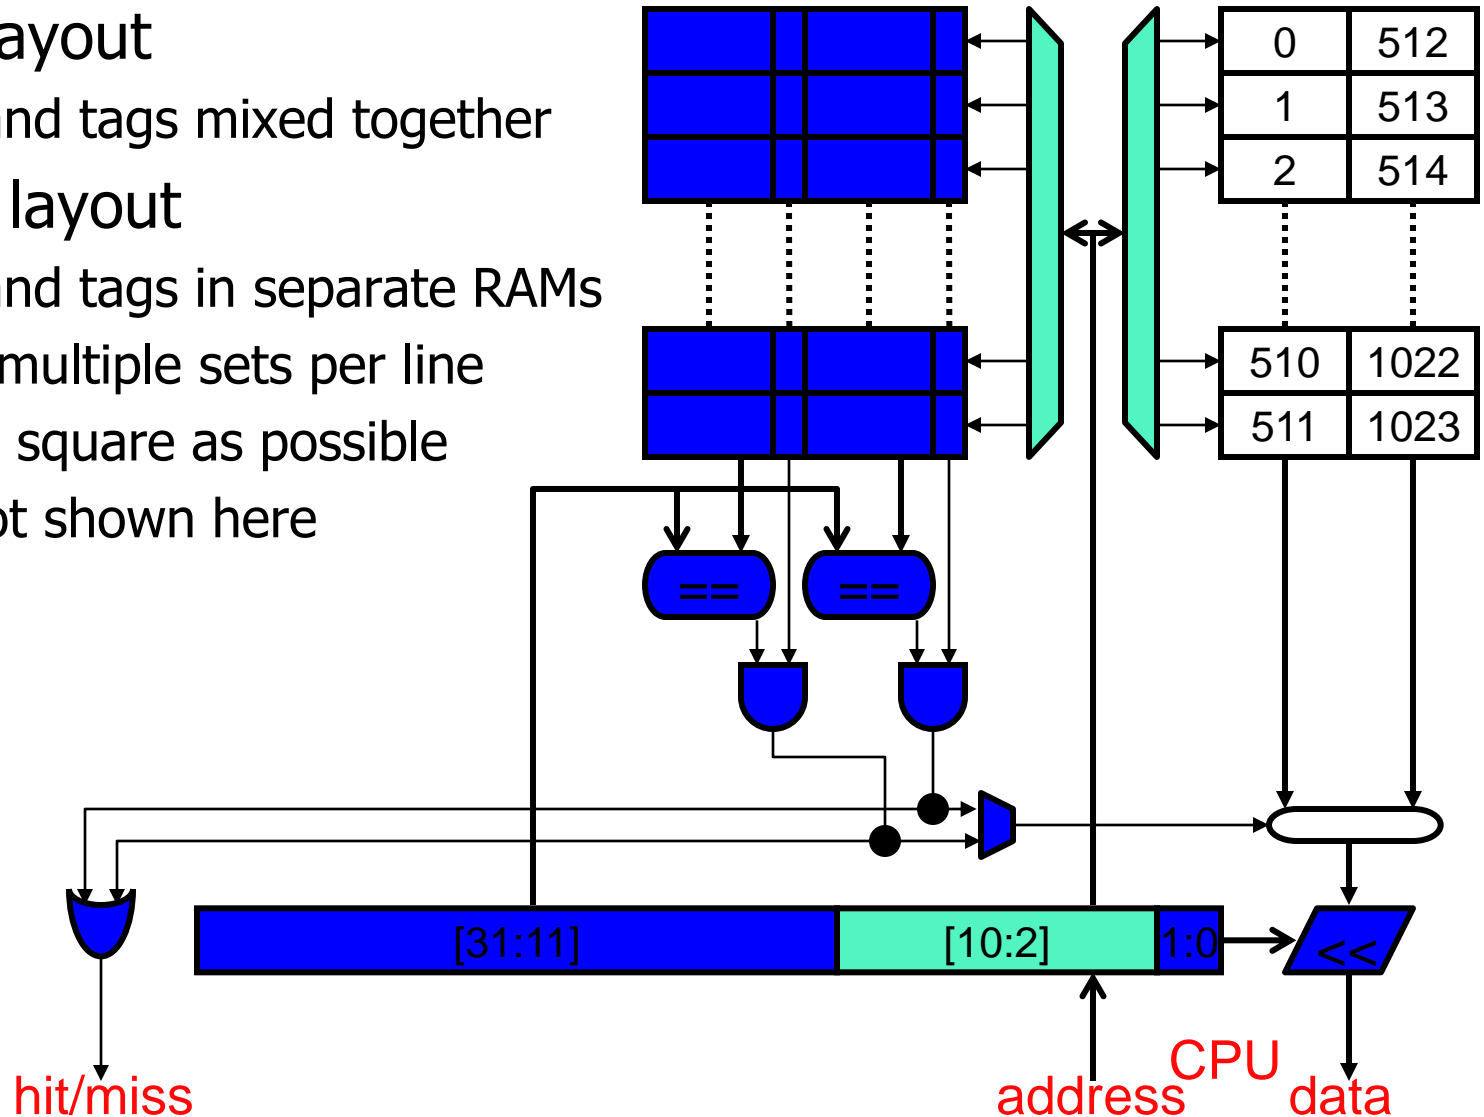 ayout
and tags mixed together
layout
and tags in separate RAMs
multiple sets per line
square as possible
ot shown here
0 512
1 513
2 514
510 1022
511 1023
== ==
[31:11] [10:2] 1:0 <<
CPU
hit/miss address data